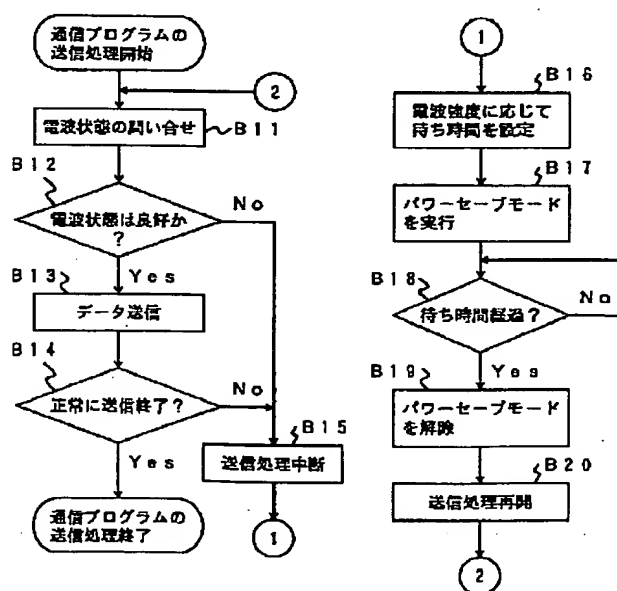 通信プログラムの
送信処理開始
2
電波状態の問い合せ
B11
B12
電波状態は良好か
?
No
Yes
B13
データ送信
B14
正常に送信終了?
No
Yes
B15
送信処理中断
通信プログラムの
送信処理終了
1
1
B16
電波強度に応じて
待ち時間を設定
B17
パワーセーブモード
を実行
B18
待ち時間経過?
No
Yes
B19
パワーセーブモード
を解除
B20
送信処理再開
2